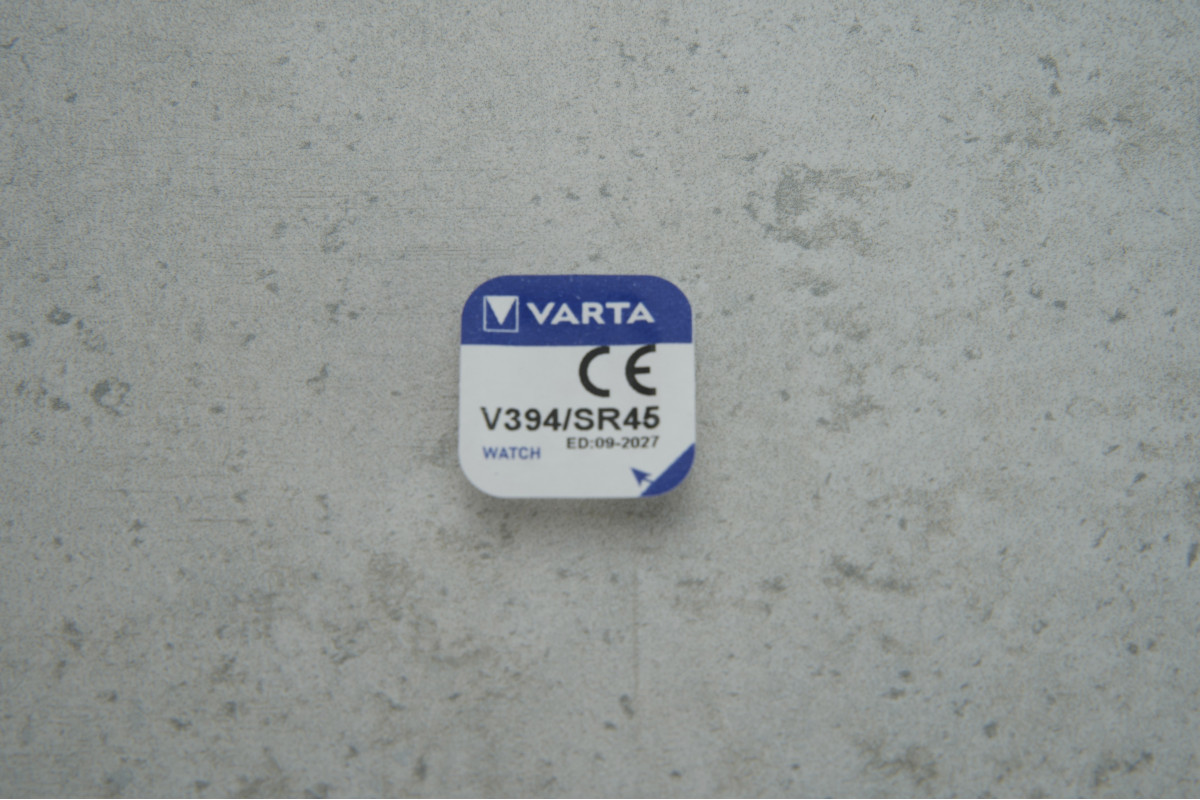 VARTA
CE
V394/SR45
ED:09-2027
WATCH